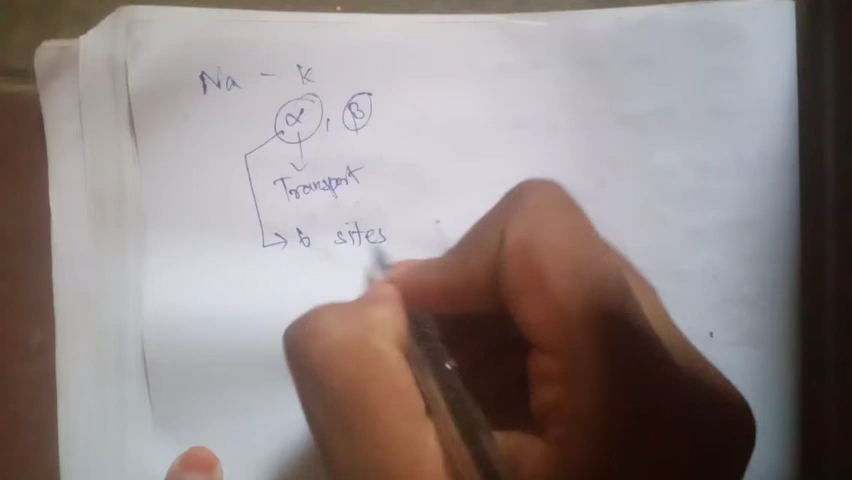 Na - K
α, β
Transport
6 sites